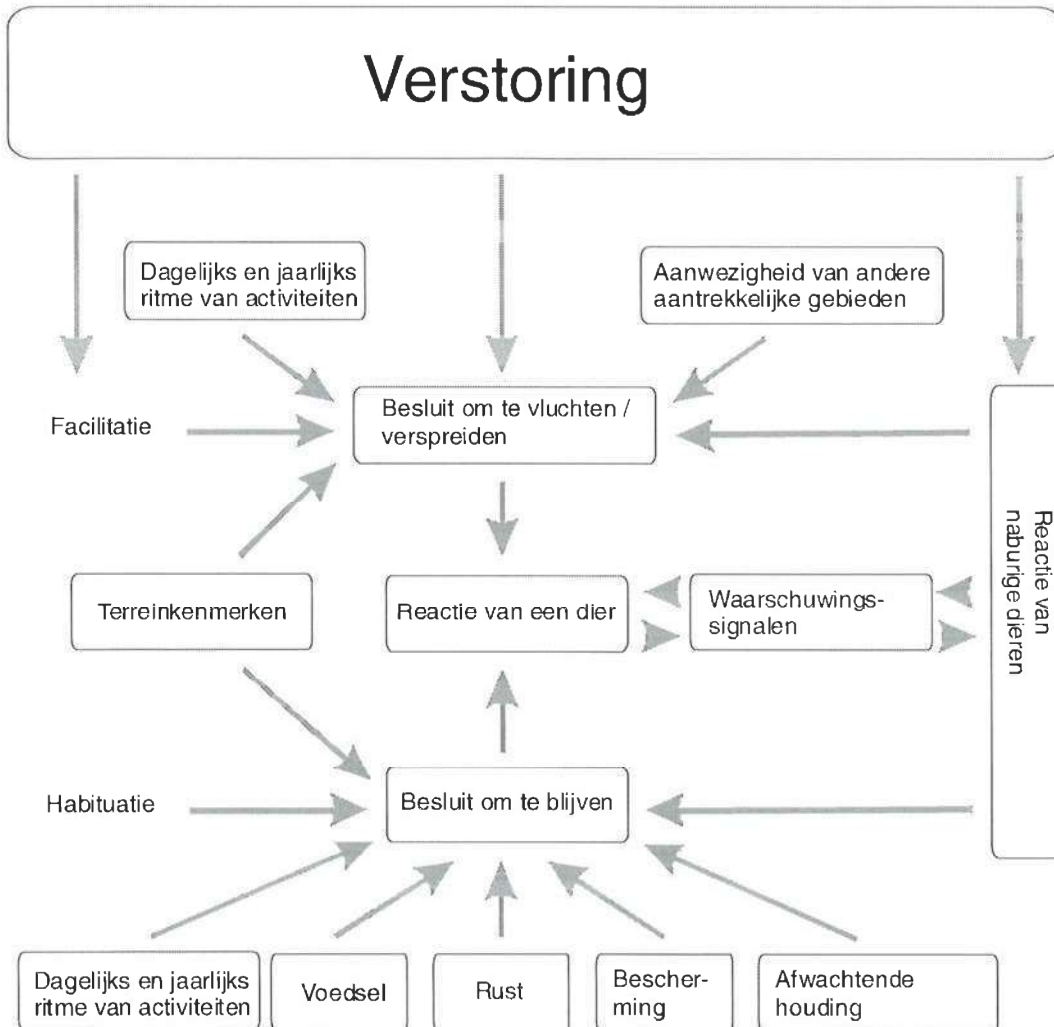 Verstoring
Dagelijks en jaarlijks
ritme van activiteiten
Aanwezigheid van andere
aantrekkelijke gebieden
Facilitatie
Besluit om te vluchten /
verspreiden
Reactie van
naburige dieren
Terreinkenmerken
Reactie van een dier
Waarschuwings-
signalen
Habituatie
Besluit om te blijven
Dagelijks en jaarlijks
ritme van activiteiten
Voedsel
Rust
Bescher-
ming
Afwachtende
houding